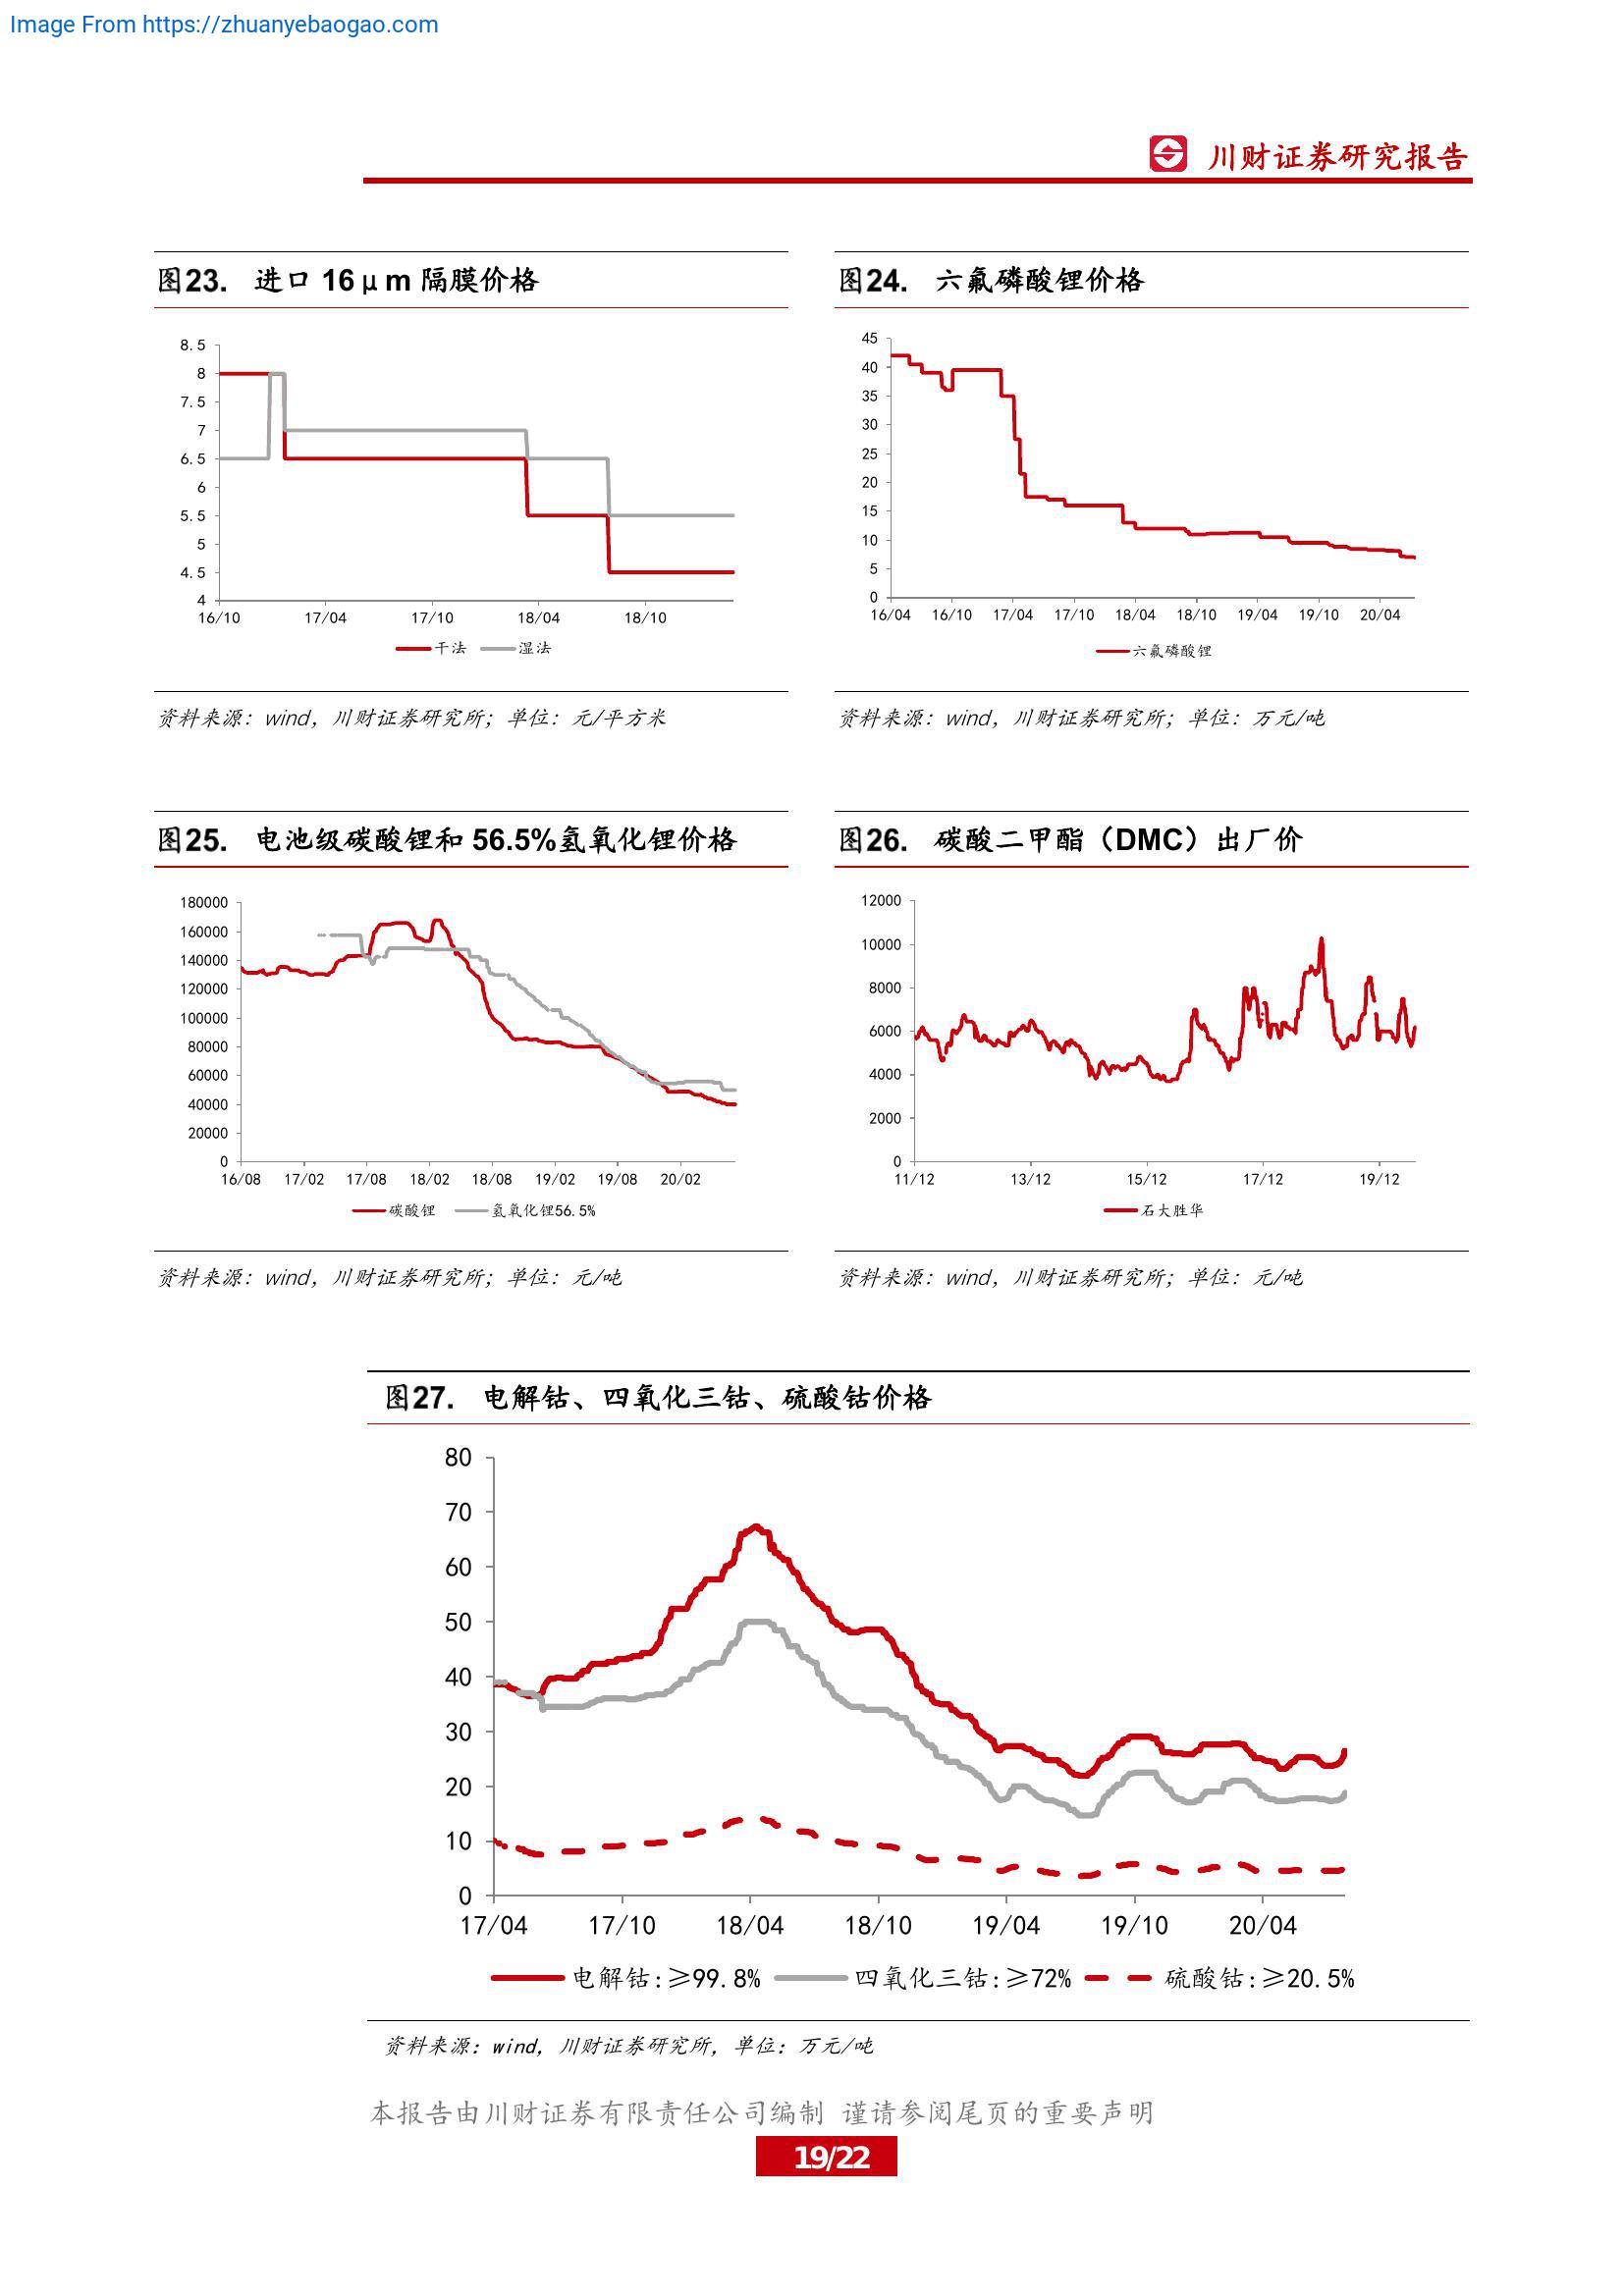 Image From https://zhuanyebaogao.com
川财证券研究报告
图23. 进口 16μm 隔膜价格
8.5
8
7.5
7
6.5
6
5.5
5
4.5
4
16/10 17/04 17/10 18/04 18/10
干法 湿法
资料来源：wind，川财证券研究所；单位：元/平方米
图24. 六氟磷酸锂价格
45
40
35
30
25
20
15
10
5
0
16/04 16/10 17/04 17/10 18/04 18/10 19/04 19/10 20/04
六氟磷酸锂
资料来源：wind，川财证券研究所；单位：万元/吨
图25. 电池级碳酸锂和 56.5%氢氧化锂价格
180000
160000
140000
120000
100000
80000
60000
40000
20000
0
16/08 17/02 17/08 18/02 18/08 19/02 19/08 20/02
碳酸锂 氢氧化锂56.5%
资料来源：wind，川财证券研究所；单位：元/吨
图26. 碳酸二甲酯（DMC）出厂价
12000
10000
8000
6000
4000
2000
0
11/12 13/12 15/12 17/12 19/12
石大胜华
资料来源：wind，川财证券研究所；单位：元/吨
图27. 电解钴、四氧化三钴、硫酸钴价格
80
70
60
50
40
30
20
10
0
17/04 17/10 18/04 18/10 19/04 19/10 20/04
电解钴:≥99.8% 四氧化三钴:≥72% 硫酸钴:≥20.5%
资料来源：wind，川财证券研究所，单位：万元/吨
本报告由川财证券有限责任公司编制 谨请参阅尾页的重要声明
19/22